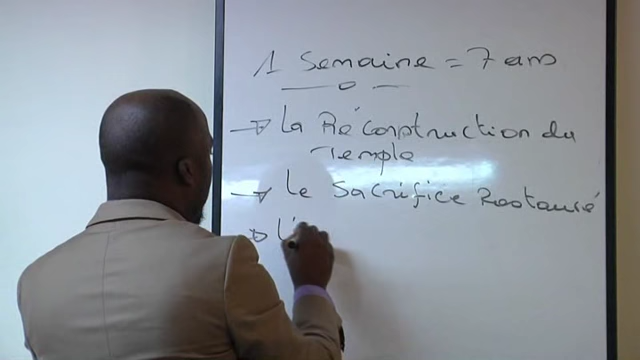 1 Semaine = 7 ans
La Réconstruction du
Temple
Le Sacrifice Restauré
L'